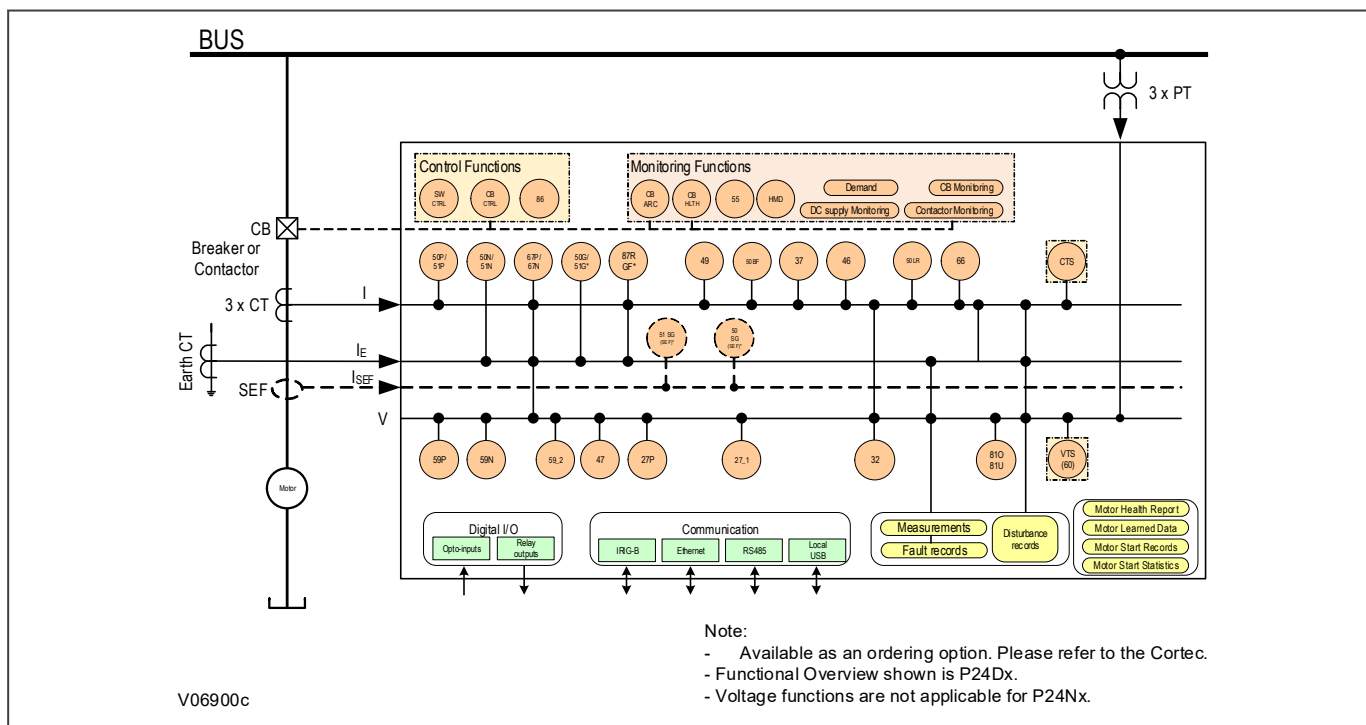 BUS
3 x PT
Control Functions
SW
CTRL
CB
CTRL
86
Monitoring Functions
CB
ARC
CB
HLTH
55
HMD
Demand
CB Monitoring
DC supply Monitoring
Contactor Monitoring
CB
Breaker or
Contactor
50P/
51P
50N/
51N
67P/
67N
50G/
51G*
87R
GF*
49
50BF
37
46
50LR
66
CTS
3 x CT
I
Earth CT
IE
51 SG
(SEF)*
50
SG
(SEF)*
SEF
ISEF
V
59P
59N
59_2
47
27P
27_1
32
81O
81U
VTS
(60)
Motor
Digital I/O
Opto-inputs
Relay
outputs
Communication
IRIG-B
Ethernet
RS485
Local
USB
Measurements
Fault records
Disturbance
records
Motor Health Report
Motor Learned Data
Motor Start Records
Motor Start Statistics
Note:
- Available as an ordering option. Please refer to the Cortec.
- Functional Overview shown is P24Dx.
- Voltage functions are not applicable for P24Nx.
V06900c